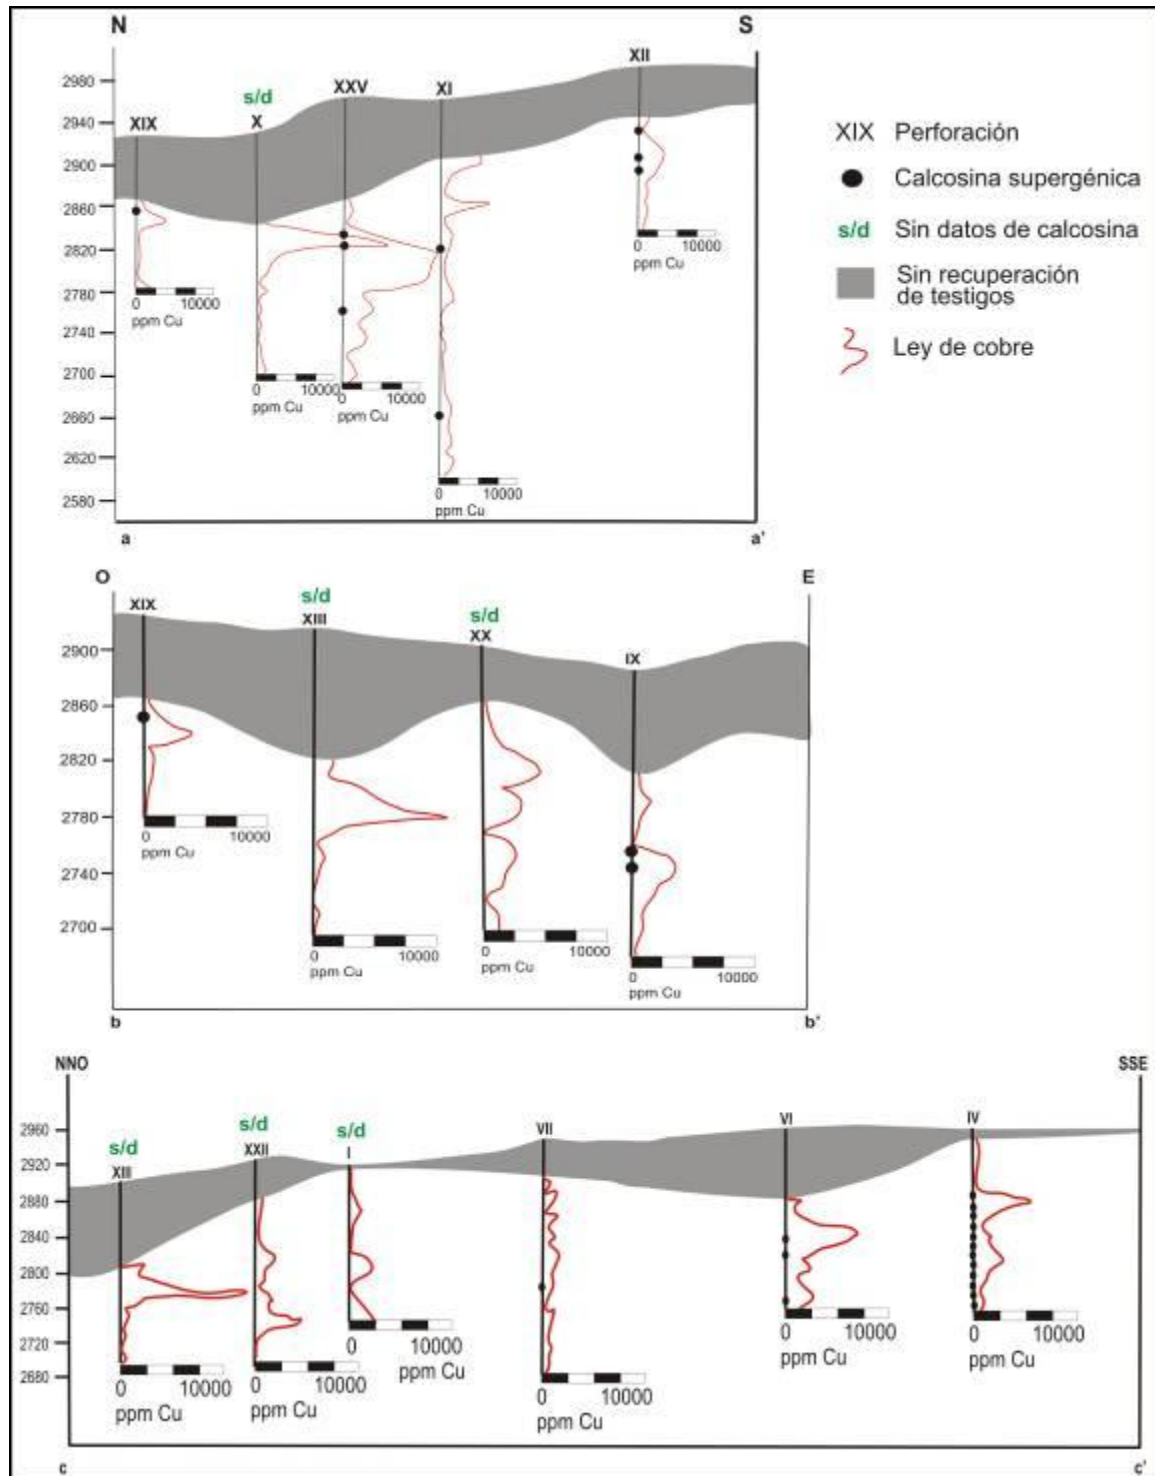 N
S
XII
2980
s/d
XXV
XI
2940
XIX
X
2900
2860
2820
2780
2740
2700
2660
2620
2580
0 10000
ppm Cu
0 10000
ppm Cu
0 10000
ppm Cu
0 10000
ppm Cu
0 10000
ppm Cu
a
a'
XIX Perforación
Calcosina supergénica
s/d Sin datos de calcosina
Sin recuperación
de testigos
Ley de cobre
O
E
XIX
s/d
XIII
s/d
XX
IX
2900
2860
2820
2780
2740
2700
0 10000
ppm Cu
0 10000
ppm Cu
0 10000
ppm Cu
0 10000
ppm Cu
b
b'
NNO
SSE
s/d
XIII
s/d
XXII
s/d
I
VII
VI
IV
2960
2920
2880
2840
2800
2760
2720
2680
0 10000
ppm Cu
0 10000
ppm Cu
0 10000
ppm Cu
0 10000
ppm Cu
0 10000
ppm Cu
0 10000
ppm Cu
c
c'